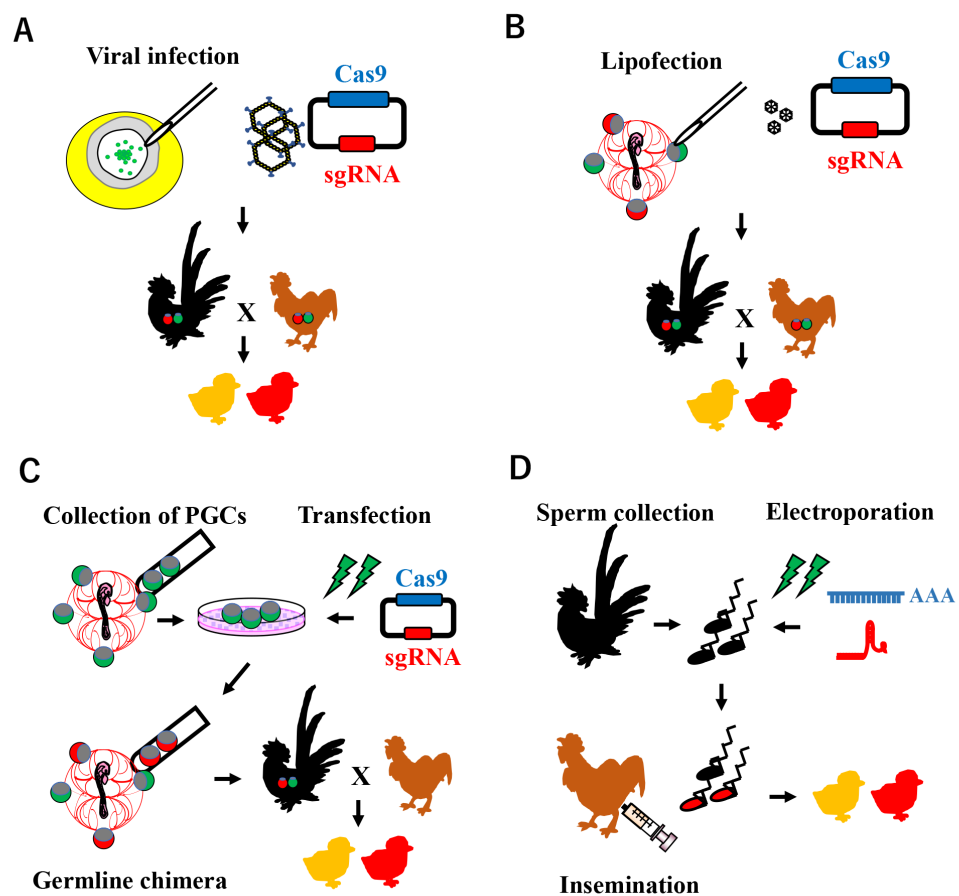 A
Viral infection
Cas9
sgRNA
X
B
Lipofection
Cas9
sgRNA
X
C
Collection of PGCs
Transfection
Cas9
sgRNA
X
Germline chimera
D
Sperm collection
Electroporation
AAA
Insemination